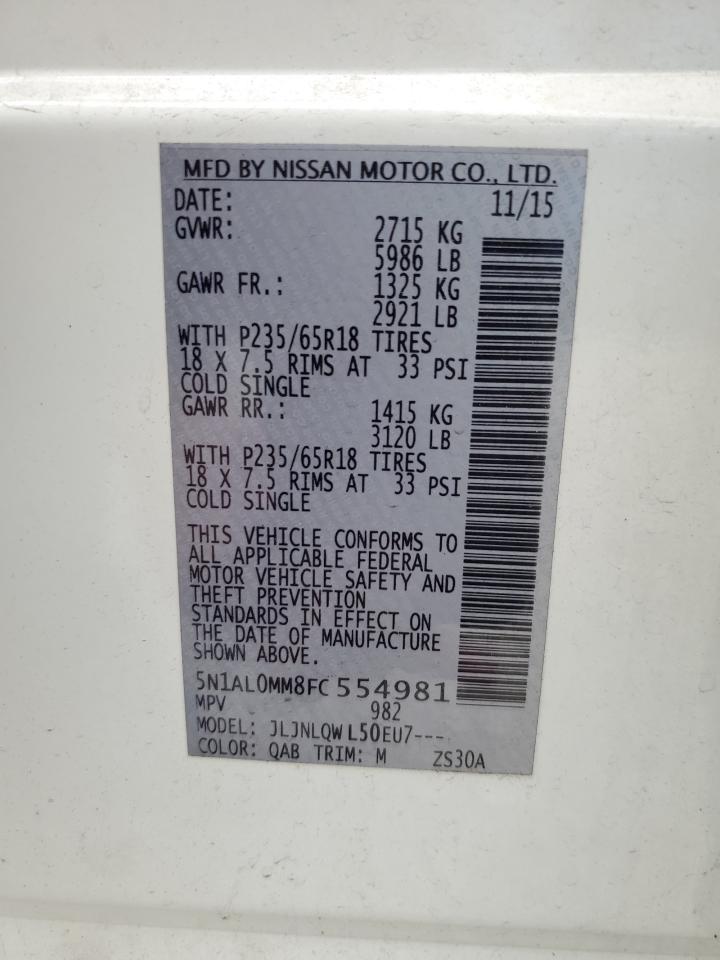 MFD BY NISSAN MOTOR CO., LTD.
DATE: 11/15
GVWR: 2715 KG
5986 LB
GAWR FR.: 1325 KG
2921 LB
WITH P235/65R18 TIRES
18 X 7.5 RIMS AT 33 PSI
COLD SINGLE
GAWR RR.: 1415 KG
3120 LB
WITH P235/65R18 TIRES
18 X 7.5 RIMS AT 33 PSI
COLD SINGLE
THIS VEHICLE CONFORMS TO
ALL APPLICABLE FEDERAL
MOTOR VEHICLE SAFETY AND
THEFT PREVENTION
STANDARDS IN EFFECT ON
THE DATE OF MANUFACTURE
SHOWN ABOVE.
5N1AL0MM8FC 554981
MPV 982
MODEL: JLJNLQW L50EU7---
COLOR: QAB TRIM: M ZS30A